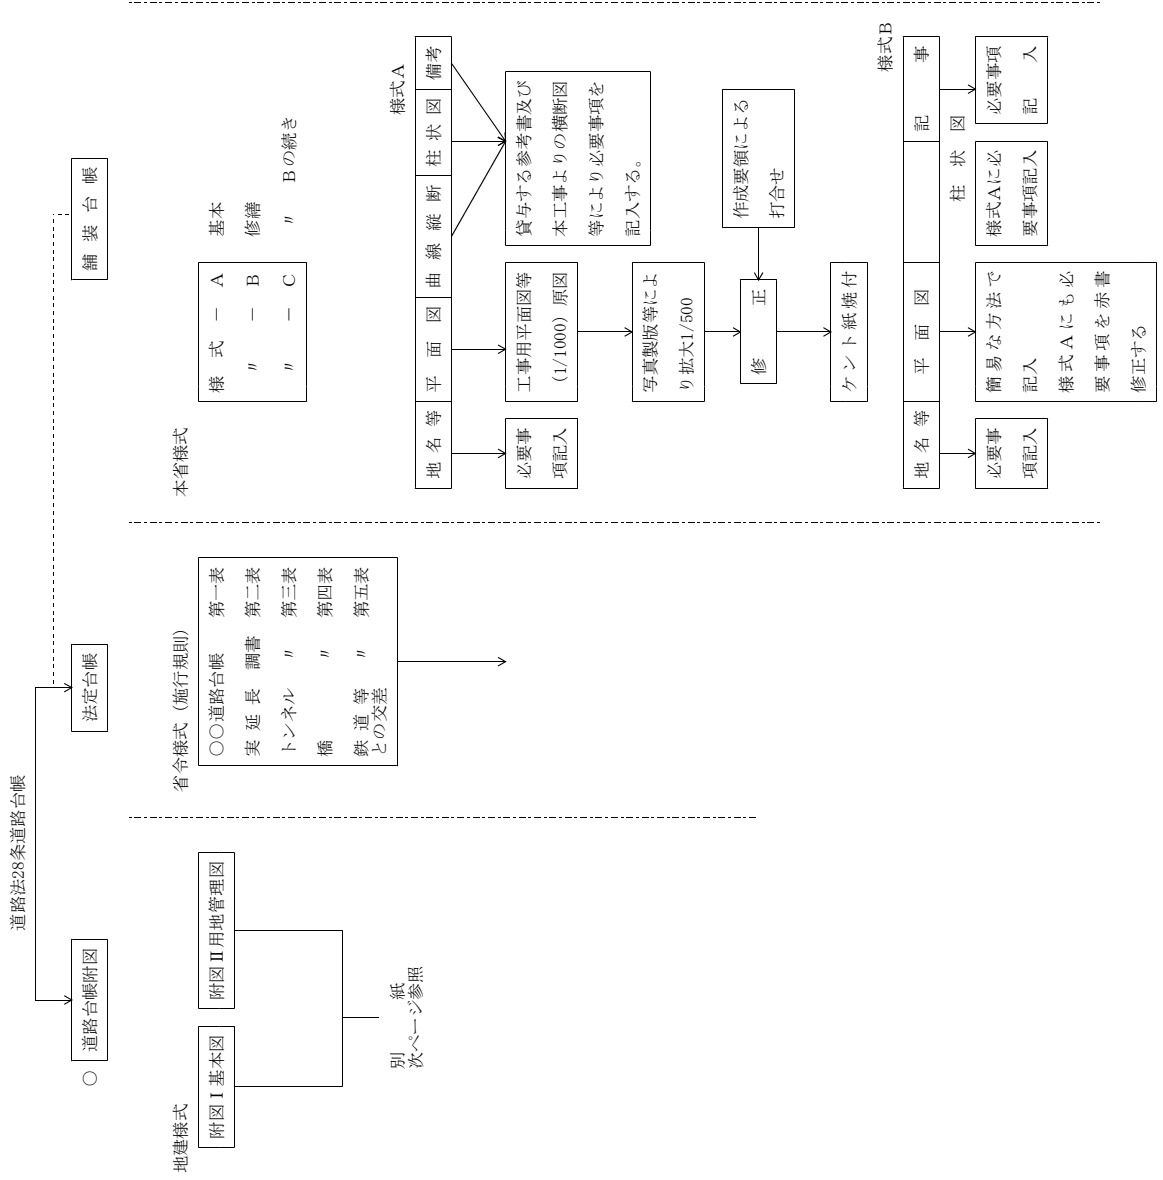 道路法28条道路台帳
○ 道路台帳附図
法定台帳
舗装台帳
地建様式
附図Ⅰ基本図
附図Ⅱ用地管理図
別紙
次ページ参照
省令様式（施行規則）
○○道路台帳 第一表
実延長調書 第二表
トンネル 〃 第三表
橋 〃 第四表
鉄道等との交差 〃 第五表
本省様式
様式－A 基本
〃－B 修繕
〃－C 〃 Bの続き
様式A
地名等
平面図
曲線縦断
柱状図
備考
必要事
項記入
工事用平面図等
（1/1000）原図
貸与する参考書及び
本工事よりの横断図
等により必要事項を
記入する。
写真製版等によ
り拡大1/500
修正
作成要領による
打合せ
ケント紙焼付
様式B
地名等
平面図
記事
柱状図
必要事
項記入
簡易な方法で
記入
様式Aにも必
要事項を赤書
修正する
様式Aに必
要事項記入
必要事項
記入